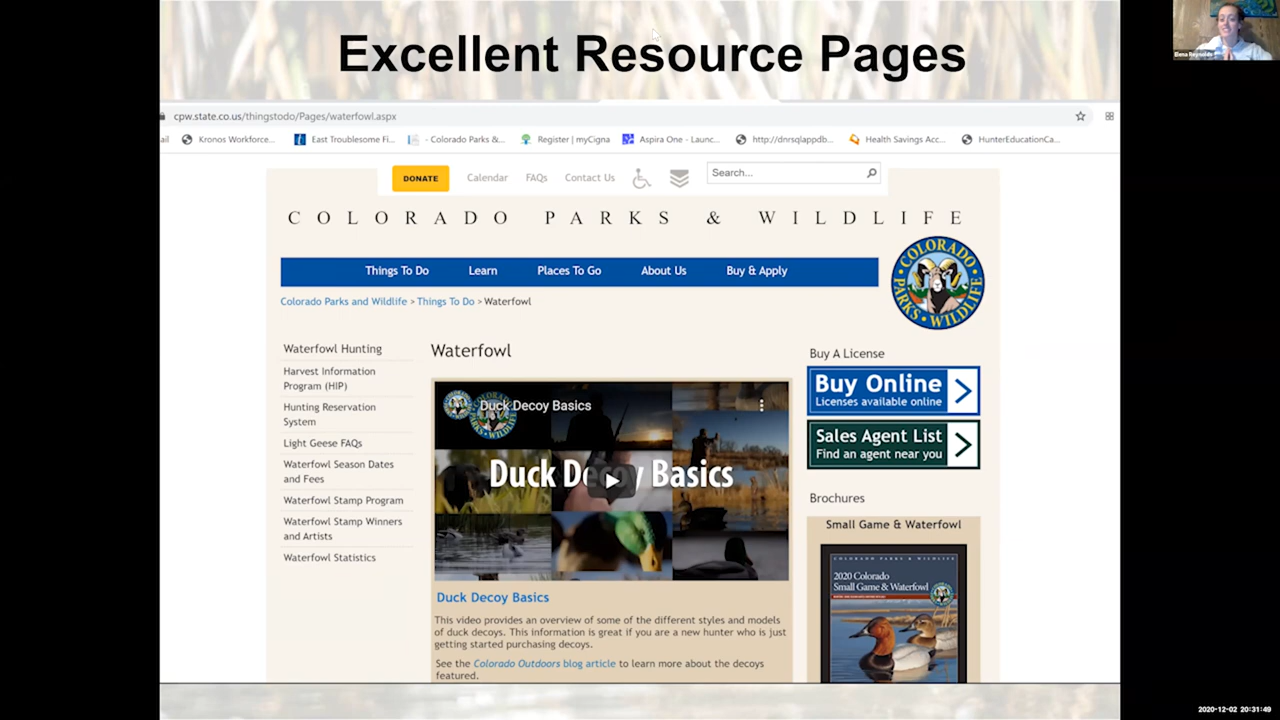 Excellent Resource Pages
Elena Reynolds
cpw.state.co.us/thingstodo/Pages/waterfowl.aspx
ail Kronos Workforce... East Troublesome Fi... - Colorado Parks &... Register | myCigna Aspira One - Launc... http://dnrsqlappdb... Health Savings Acc... HunterEducationCa...
DONATE Calendar FAQs Contact Us Search...
COLORADO PARKS & WILDLIFE
Things To Do Learn Places To Go About Us Buy & Apply
COLORADO PARKS WILDLIFE
Colorado Parks and Wildlife > Things To Do > Waterfowl
Waterfowl Hunting
Harvest Information
Program (HIP)
Hunting Reservation
System
Light Geese FAQs
Waterfowl Season Dates
and Fees
Waterfowl Stamp Program
Waterfowl Stamp Winners
and Artists
Waterfowl Statistics
Waterfowl
Duck Decoy Basics
Duck Decoy Basics
Duck Decoy Basics
This video provides an overview of some of the different styles and models
of duck decoys. This information is great if you are a new hunter who is just
getting started purchasing decoys.
See the Colorado Outdoors blog article to learn more about the decoys
featured.
Buy A License
Buy Online
Licenses available online
Sales Agent List
Find an agent near you
Brochures
Small Game & Waterfowl
COLORADO PARKS & WILDLIFE
2020 Colorado
Small Game & Waterfowl
2020-12-02 20:31:49